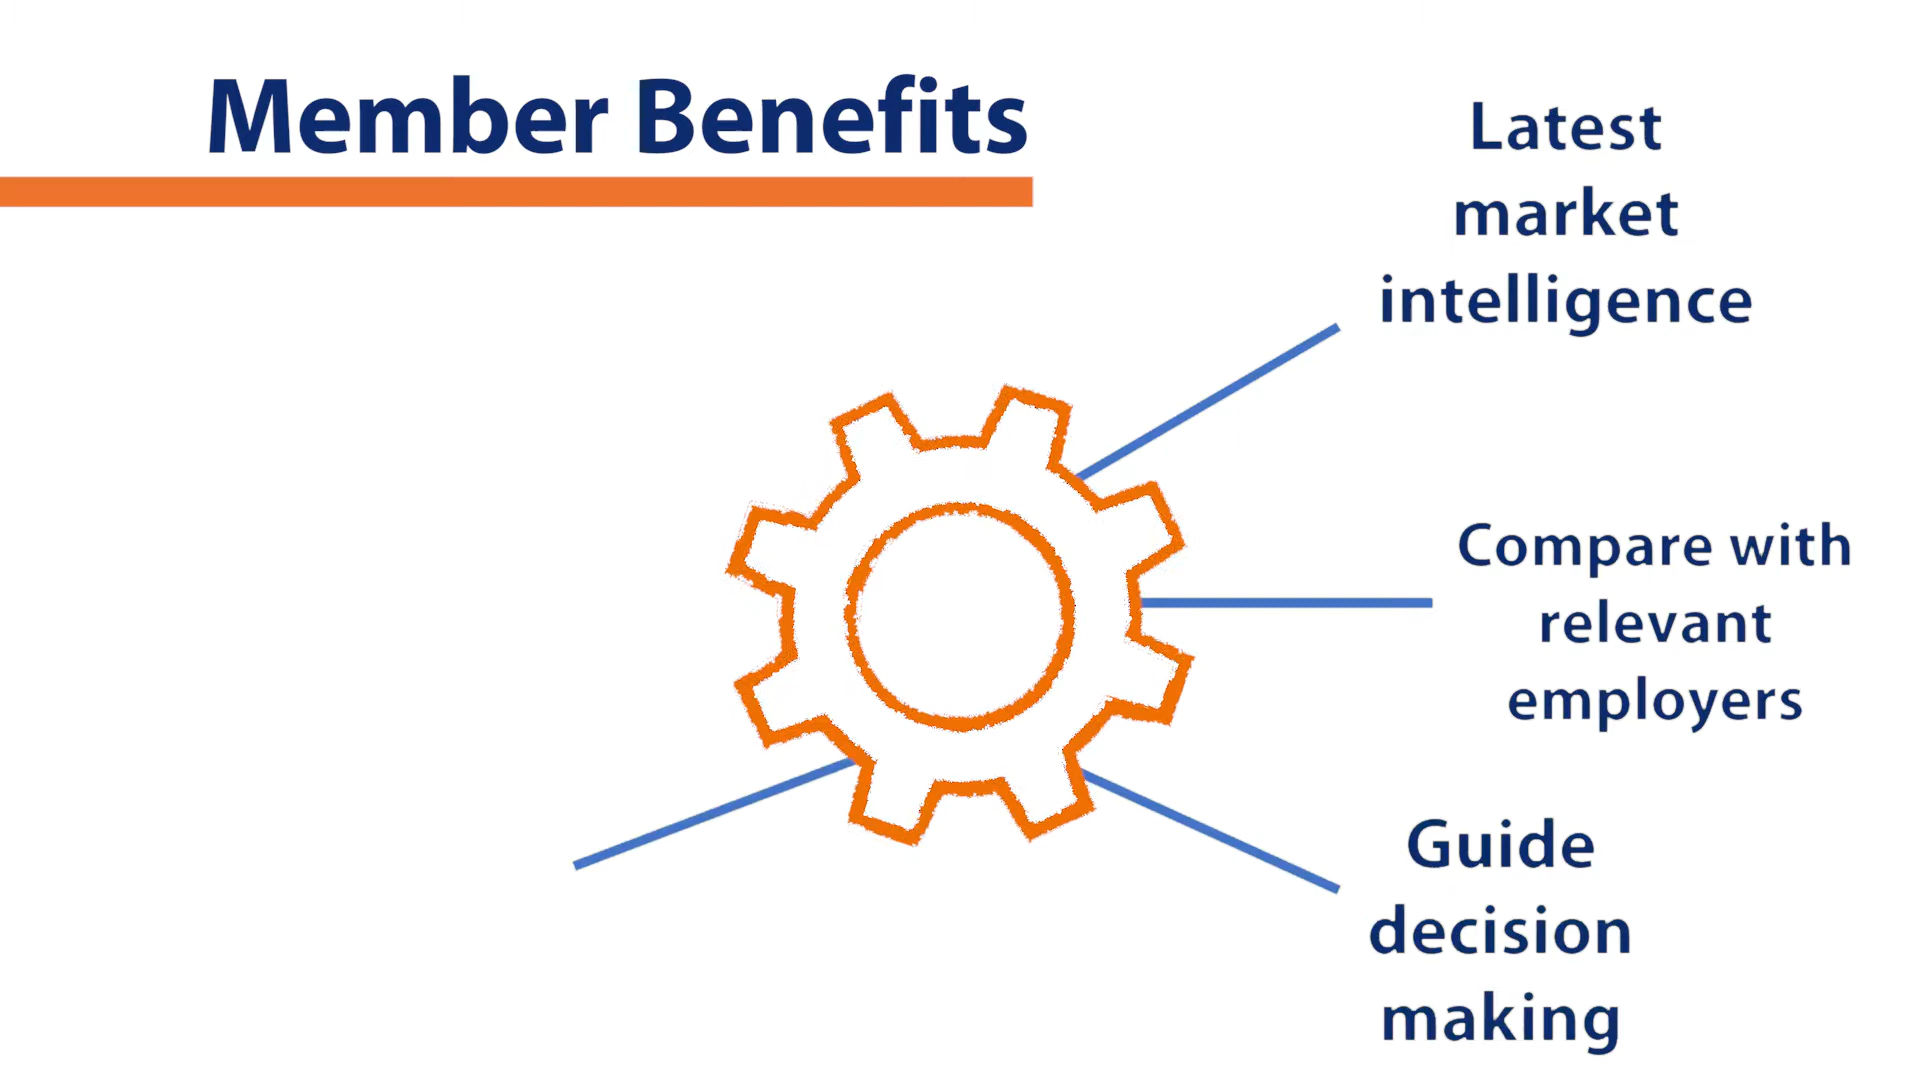 Member Benefits
Latest
market
intelligence
Compare with
relevant
employers
Guide
decision
making